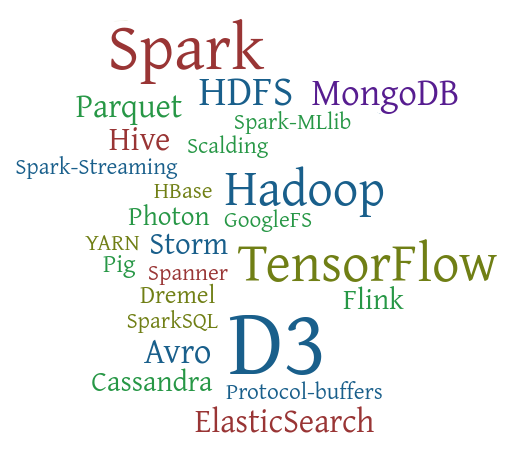 Spark
HDFS MongoDB
Parquet
Spark-MLlib
Hive Scalding
Spark-Streaming
HBase Hadoop
Photon GoogleFS
YARN Storm
Pig Spanner TensorFlow
Dremel Flink
SparkSQL
Avro D3
Cassandra Protocol-buffers
ElasticSearch